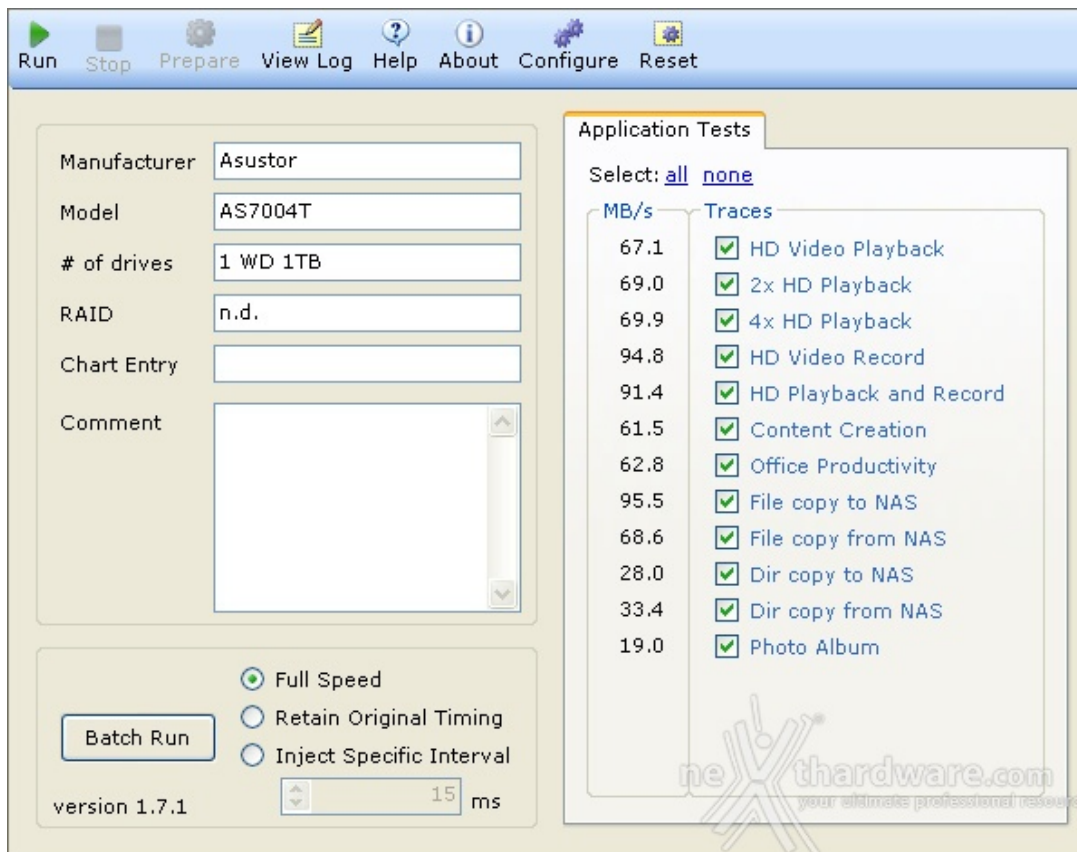 Run Stop Prepare View Log Help About Configure Reset
Manufacturer Asustor
Model AS7004T
# of drives 1 WD 1TB
RAID n.d.
Chart Entry
Comment
Full Speed
Retain Original Timing
Batch Run
Inject Specific Interval
15 ms
version 1.7.1
Application Tests
Select: all none
MB/s Traces
67.1 HD Video Playback
69.0 2x HD Playback
69.9 4x HD Playback
94.8 HD Video Record
91.4 HD Playback and Record
61.5 Content Creation
62.8 Office Productivity
95.5 File copy to NAS
68.6 File copy from NAS
28.0 Dir copy to NAS
33.4 Dir copy from NAS
19.0 Photo Album
nexthardware.com
your ultimate professional resour